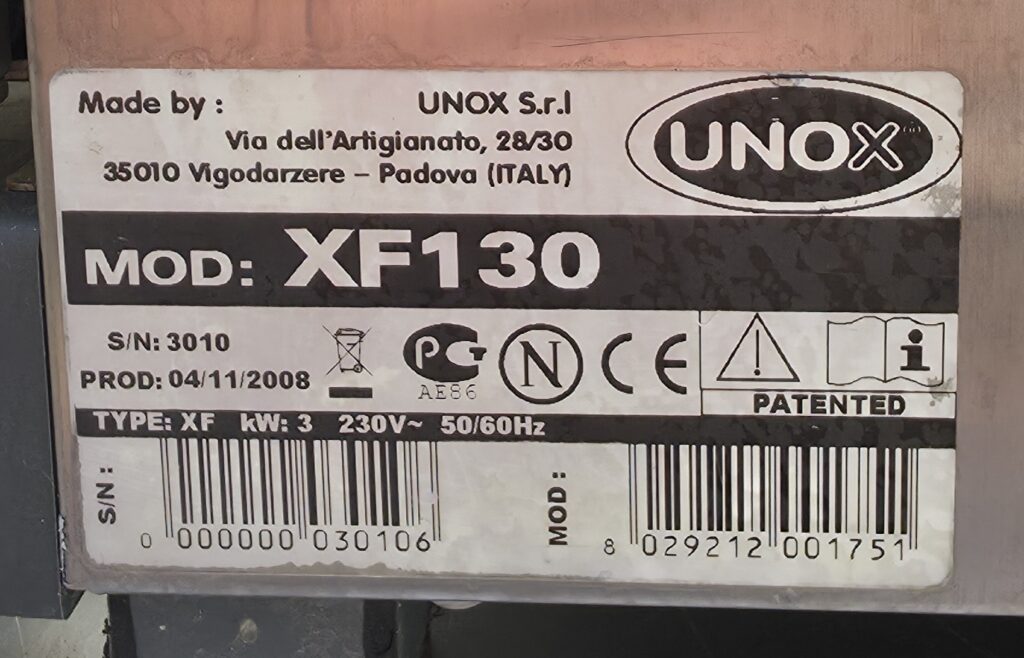 Made by : UNOX S.r.l
Via dell'Artigianato, 28/30
35010 Vigodarzere – Padova (ITALY)
UNOX
MOD: XF130
S/N: 3010
PROD: 04/11/2008
PG
AE86
N
CE
i
PATENTED
TYPE: XF kW: 3 230V~ 50/60Hz
S/N :
0 000000 030106
MOD :
8 029212 001751